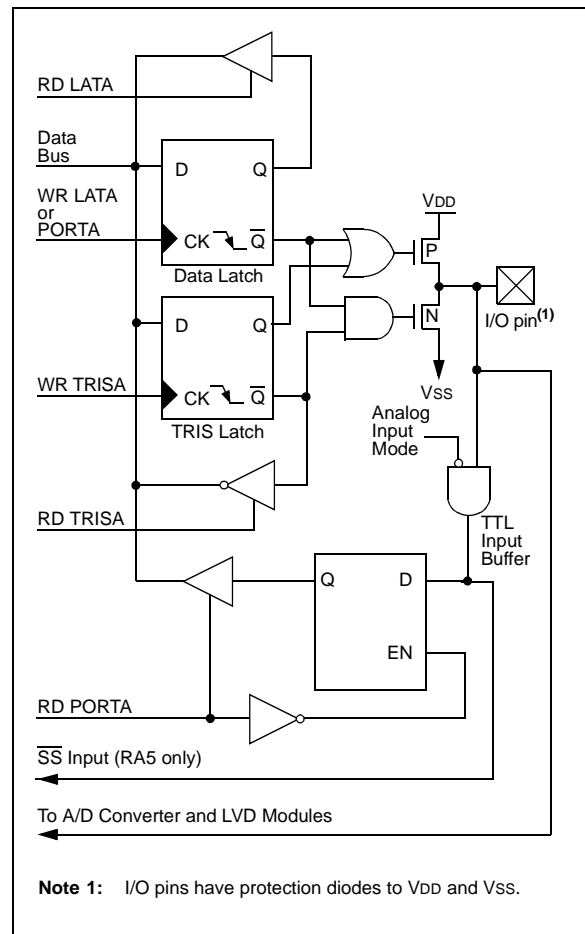 RD LATA
Data
Bus
WR LATA
or
PORTA
D Q
CK Q
Data Latch
VDD
P
N
I/O pin(1)
VSS
D Q
WR TRISA
CK Q
TRIS Latch
Analog
Input
Mode
TTL
Input
Buffer
RD TRISA
Q D
EN
RD PORTA
SS Input (RA5 only)
To A/D Converter and LVD Modules
Note 1: I/O pins have protection diodes to VDD and VSS.